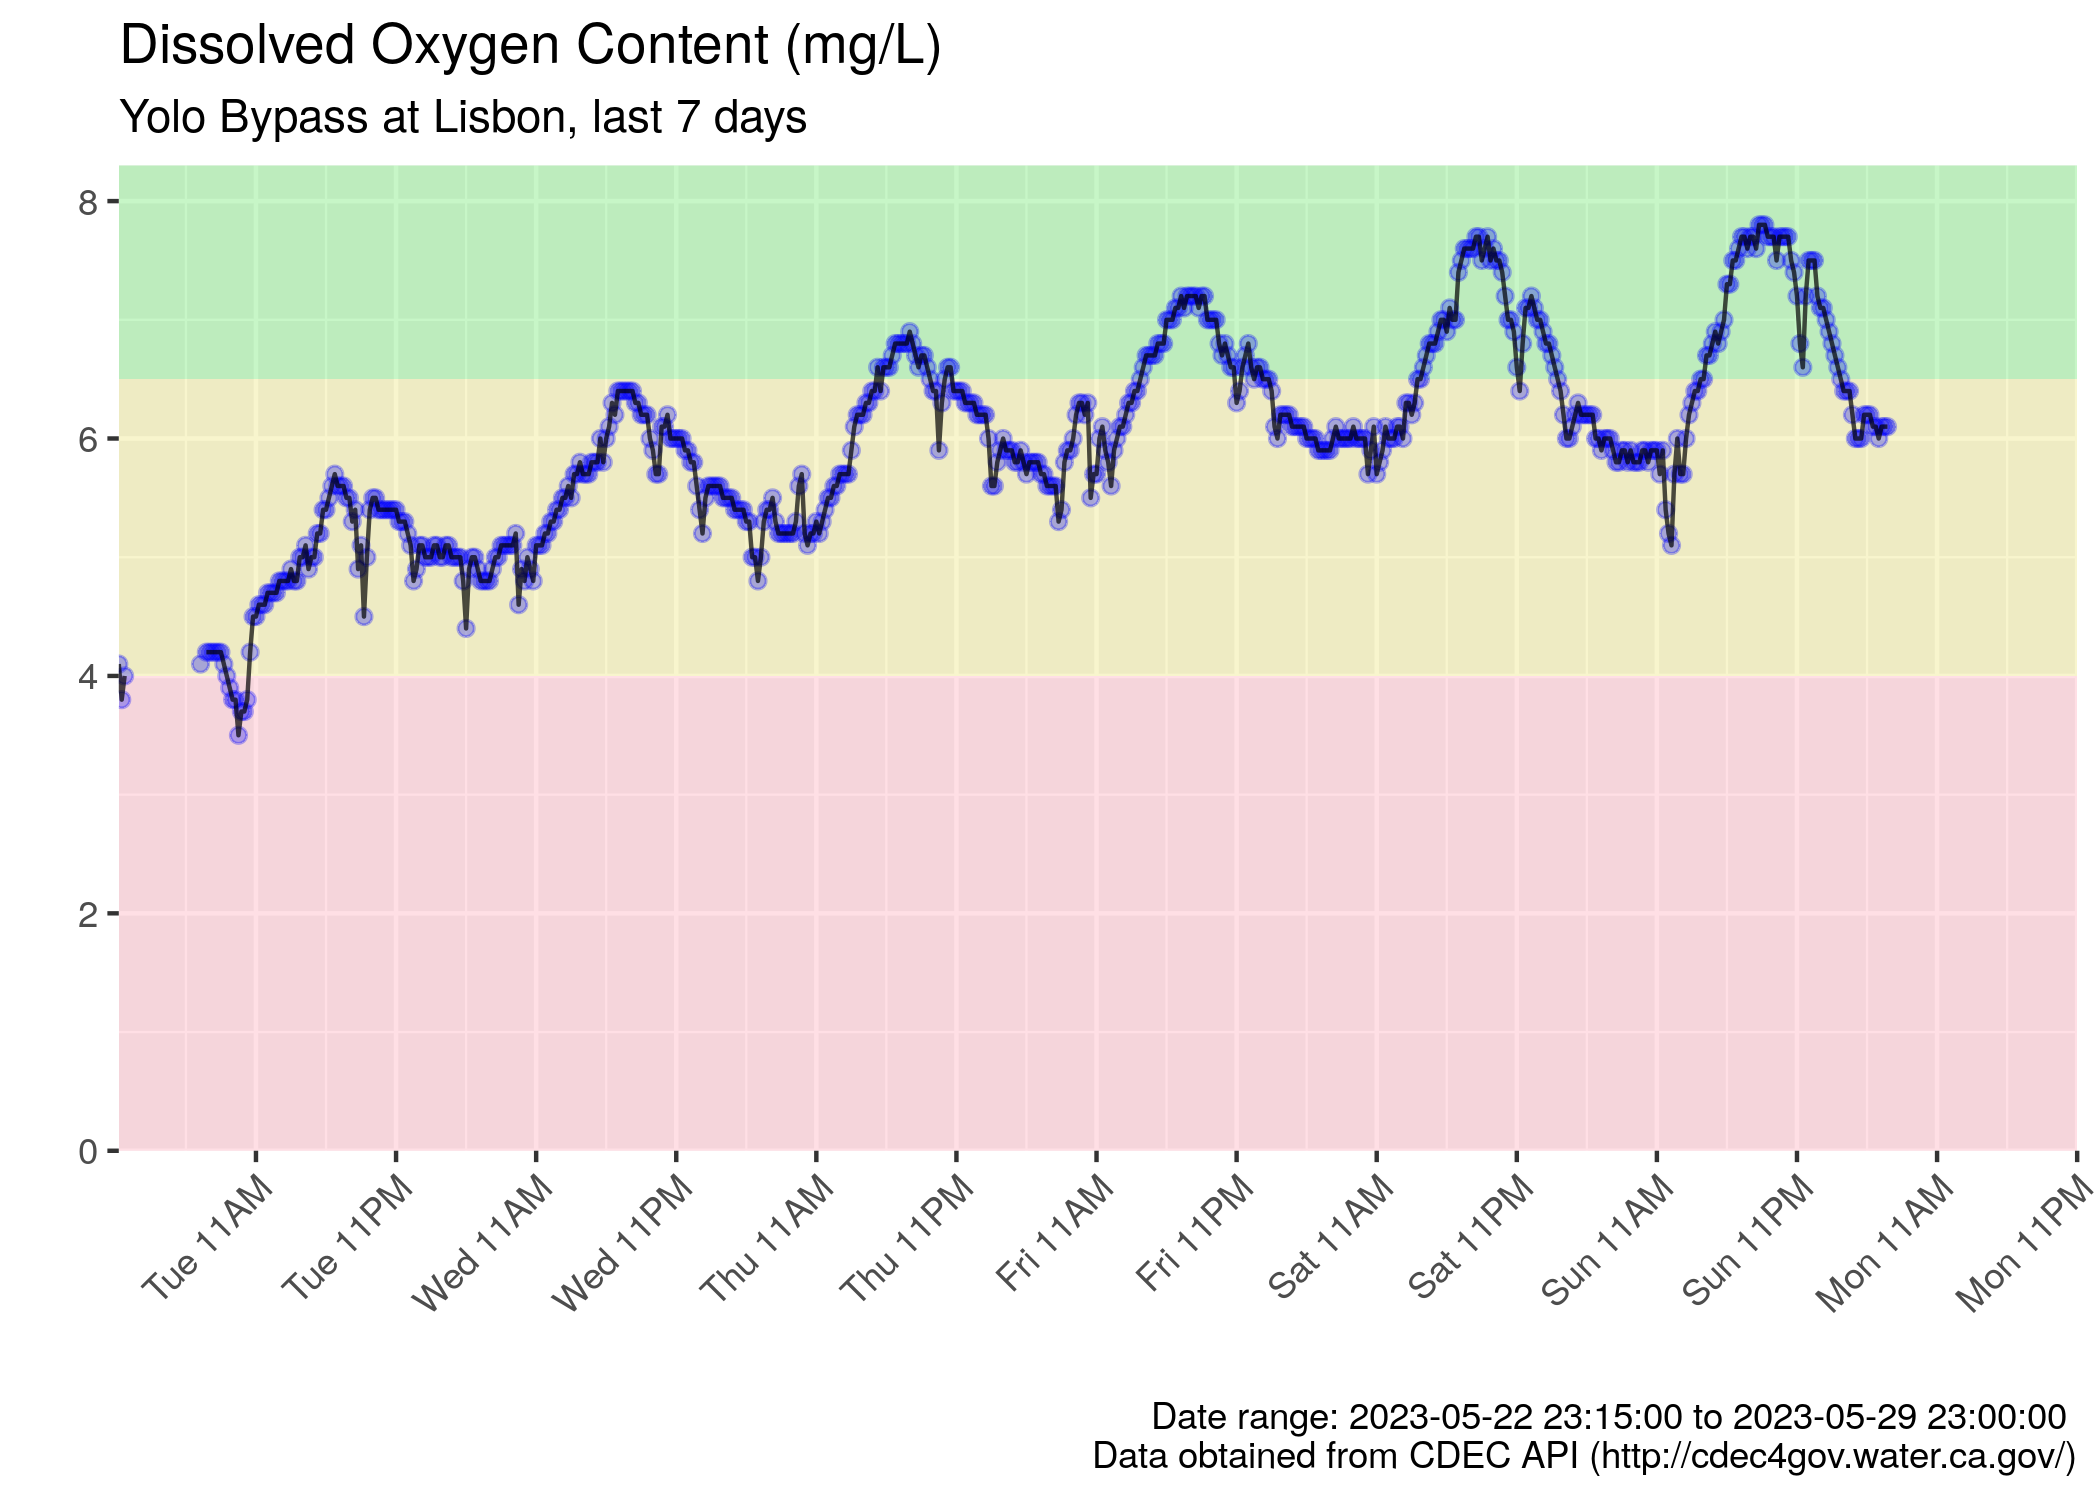 Dissolved Oxygen Content (mg/L)
Yolo Bypass at Lisbon, last 7 days
8
6
4
2
0
Tue 11AM
Tue 11PM
Wed 11AM
Wed 11PM
Thu 11AM
Thu 11PM
Fri 11AM
Fri 11PM
Sat 11AM
Sat 11PM
Sun 11AM
Sun 11PM
Mon 11AM
Mon 11PM
Date range: 2023-05-22 23:15:00 to 2023-05-29 23:00:00
Data obtained from CDEC API (http://cdec4gov.water.ca.gov/)